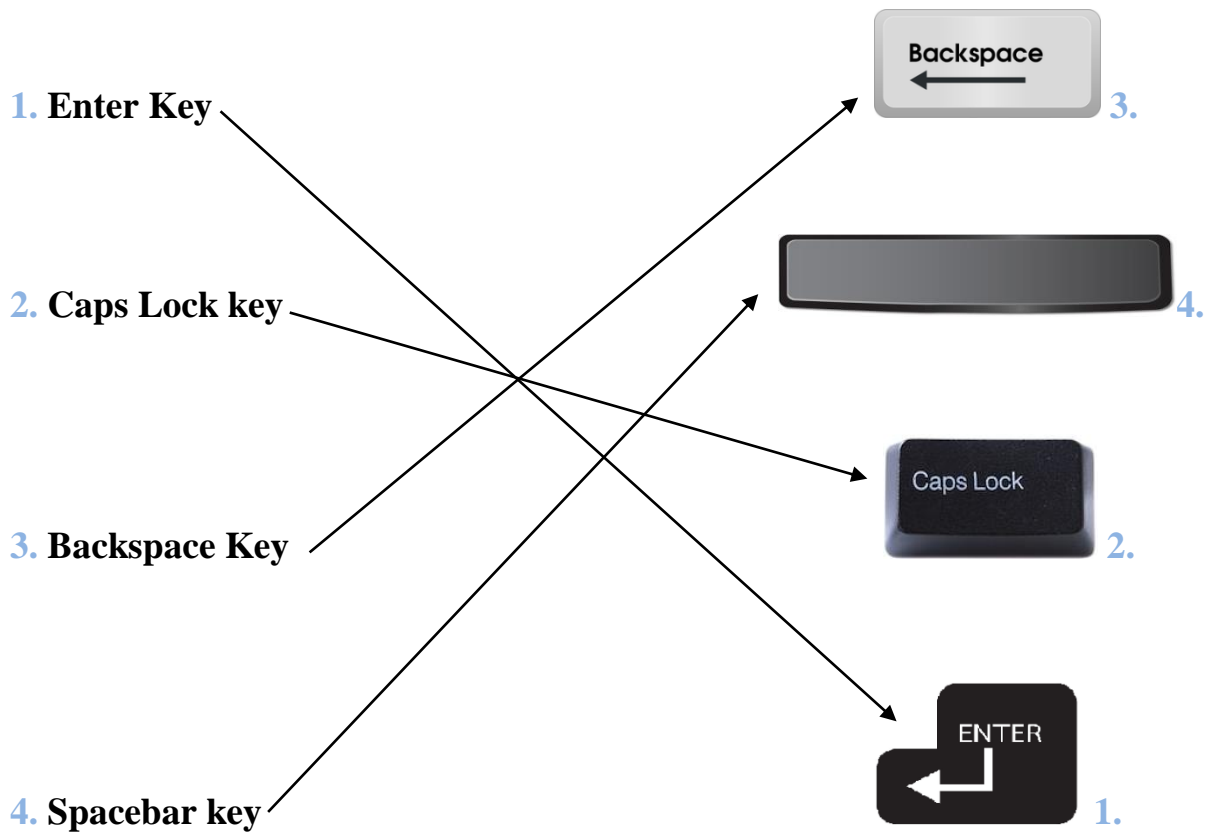 Backspace
1. Enter Key
3.
2. Caps Lock key
4.
Caps Lock
3. Backspace Key
2.
ENTER
4. Spacebar key
1.